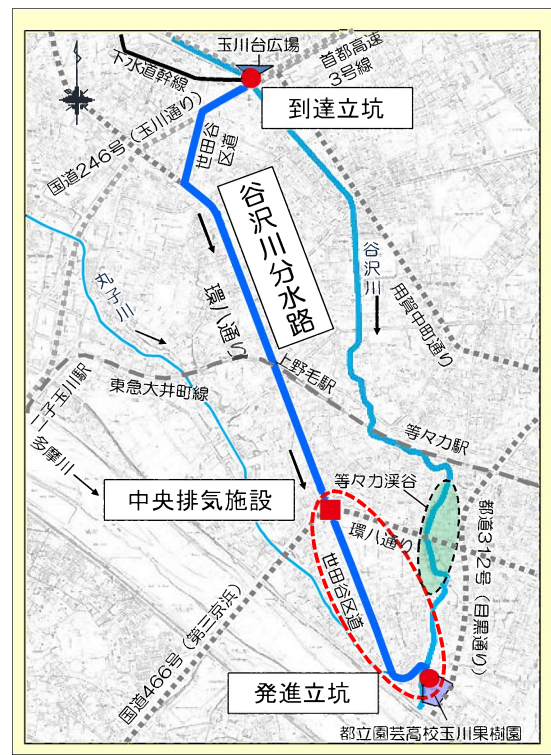 玉川台広場
首都高速
3号線
下水道幹線
到達立坑
国道246号（玉川通り）
世田谷
区道
谷沢川分水路
谷沢川
丸子川
環八通り
用賀中町通り
上野毛駅
東急大井町線
二子玉川駅
多摩川
等々力駅
等々力渓谷
中央排気施設
環八通り
都道312号（目黒通り）
世田谷区道
国道466号（第三京浜）
発進立坑
都立園芸高校玉川果樹園